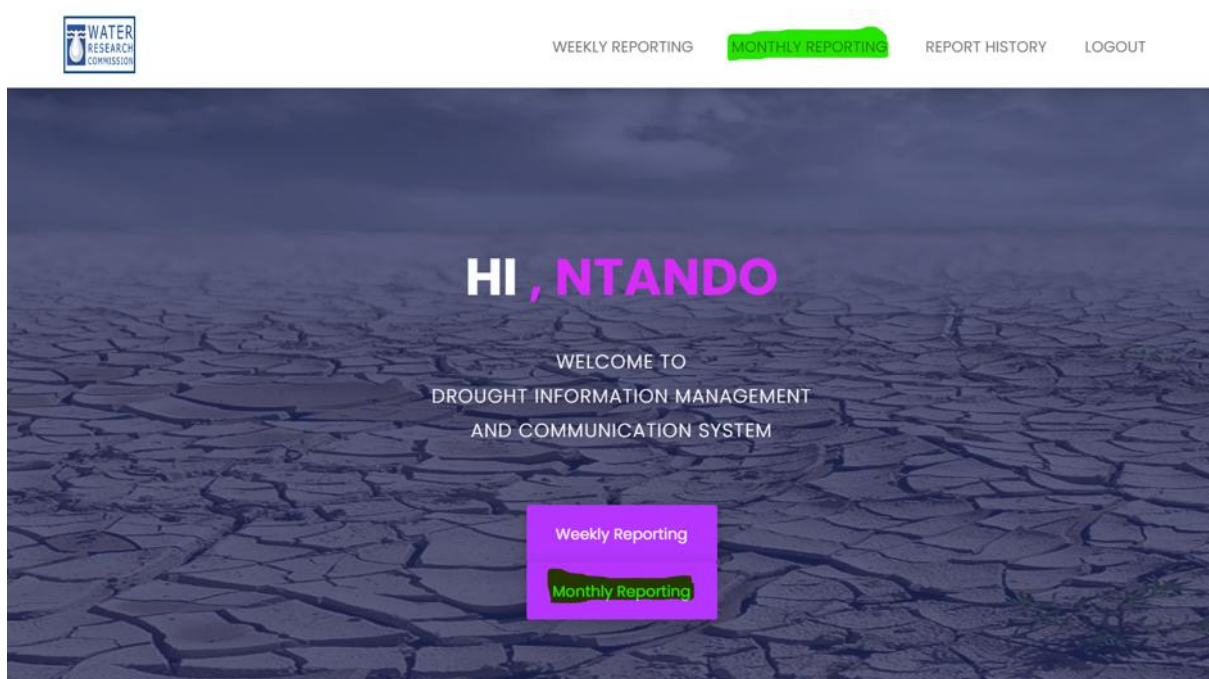 WATER
RESEARCH
COMMISSION
WEEKLY REPORTING MONTHLY REPORTING REPORT HISTORY LOGOUT
HI , NTANDO
WELCOME TO
DROUGHT INFORMATION MANAGEMENT
AND COMMUNICATION SYSTEM
Weekly Reporting
Monthly Reporting